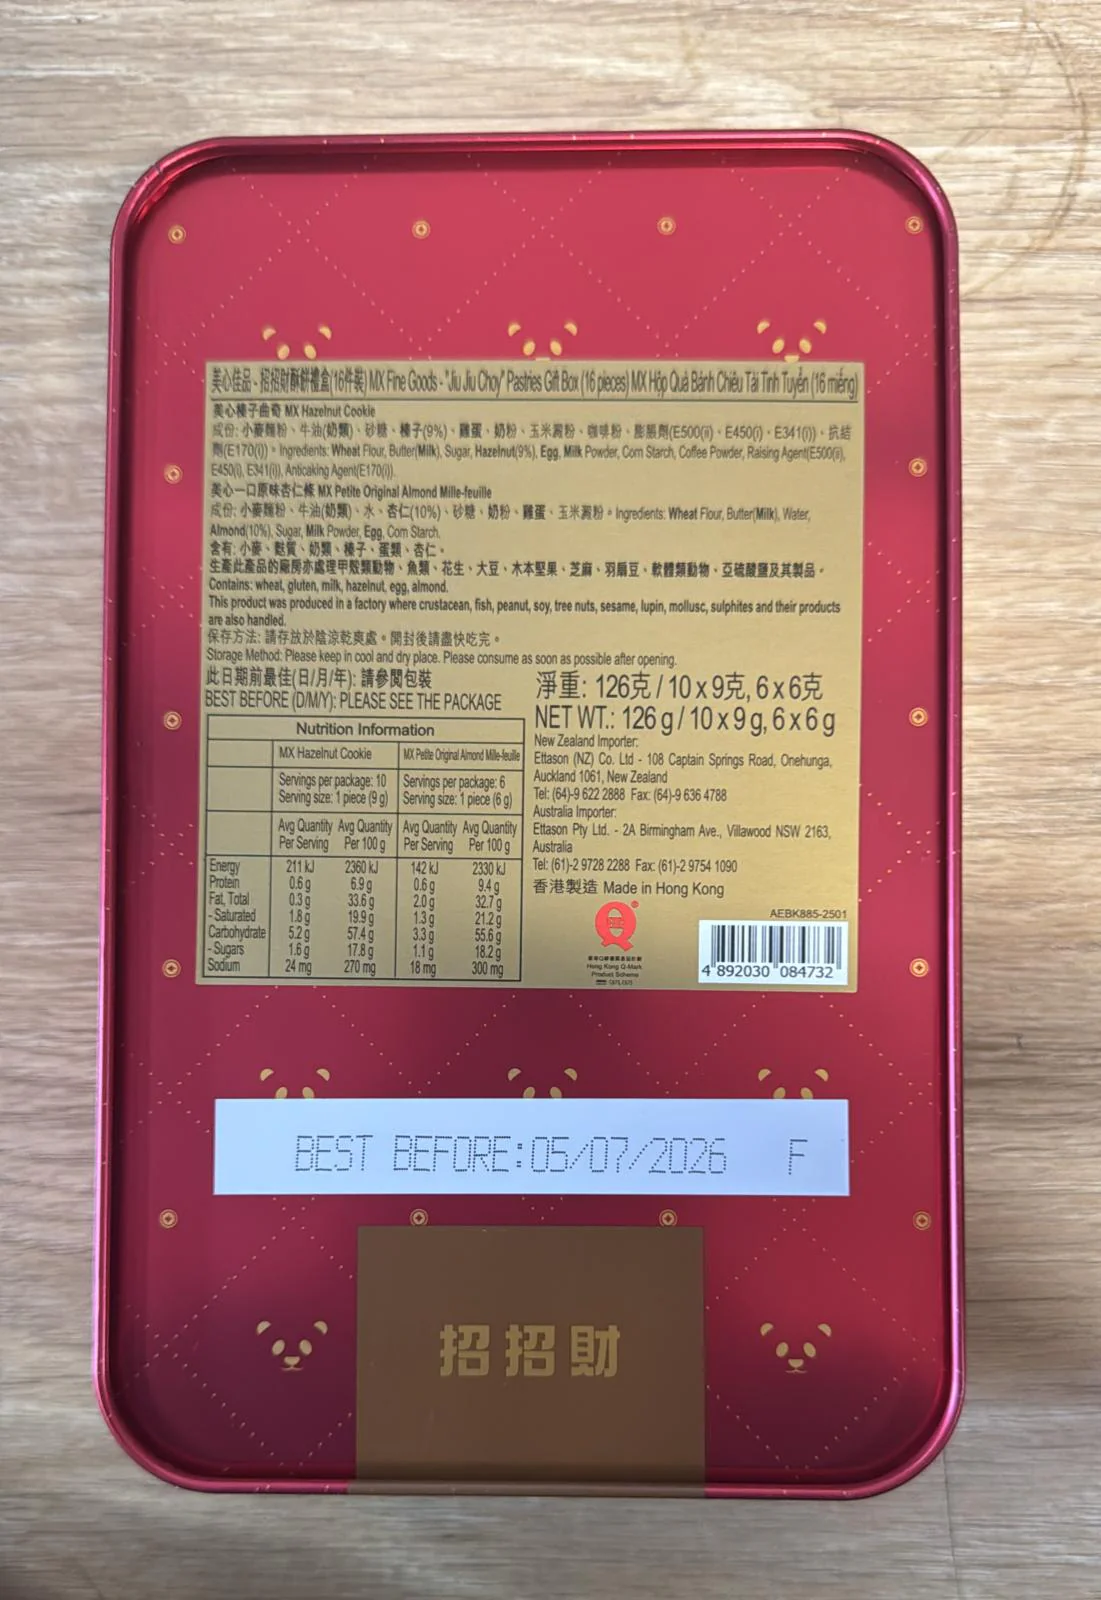 美心佳品 - 招招財酥餅禮盒(16件裝) MX Fine Goods - "Jiu Jiu Choy" Pastries Gift Box (16 pieces) MX Hộp Quà Bánh Chiêu Tài Tinh Tuyển (16 miếng)
美心榛子曲奇 MX Hazelnut Cookie
成份: 小麥麵粉、牛油(奶類)、砂糖、榛子(9%)、雞蛋、奶粉、玉米澱粉、咖啡粉、膨脹劑(E500(ii)、E450(i)、E341(i))、抗結
劑(E170(i))。Ingredients: Wheat Flour, Butter(Milk), Sugar, Hazelnut(9%), Egg, Milk Powder, Corn Starch, Coffee Powder, Raising Agent(E500(ii),
E450(i), E341(i)), Anticaking Agent(E170(i)).
美心一口原味杏仁條 MX Petite Original Almond Mille-feuille
成份: 小麥麵粉、牛油(奶類)、水、杏仁(10%)、砂糖、奶粉、雞蛋、玉米澱粉。Ingredients: Wheat Flour, Butter(Milk), Water,
Almond(10%), Sugar, Milk Powder, Egg, Corn Starch.
含有: 小麥、麩質、奶類、榛子、蛋類、杏仁。
生產此產品的廠房亦處理甲殼類動物、魚類、花生、大豆、木本堅果、芝麻、羽扇豆、軟體類動物、亞硫酸鹽及其製品。
Contains: wheat, gluten, milk, hazelnut, egg, almond.
This product was produced in a factory where crustacean, fish, peanut, soy, tree nuts, sesame, lupin, mollusc, sulphites and their products
are also handled.
保存方法: 請存放於陰涼乾爽處。開封後請盡快吃完。
Storage Method: Please keep in cool and dry place. Please consume as soon as possible after opening.
此日期前最佳(日/月/年): 請參閱包裝
BEST BEFORE (D/M/Y): PLEASE SEE THE PACKAGE
Nutrition Information
MX Hazelnut Cookie MX Petite Original Almond Mille-feuille
Servings per package: 10 Servings per package: 6
Serving size: 1 piece (9 g) Serving size: 1 piece (6 g)
Avg Quantity Avg Quantity Avg Quantity Avg Quantity
Per Serving Per 100 g Per Serving Per 100 g
Energy 211 kJ 2360 kJ 142 kJ 2330 kJ
Protein 0.6 g 6.9 g 0.6 g 9.4 g
Fat, Total 0.3 g 33.6 g 2.0 g 32.7 g
- Saturated 1.8 g 19.9 g 1.3 g 21.2 g
Carbohydrate 5.2 g 57.4 g 3.3 g 55.6 g
- Sugars 1.6 g 17.8 g 1.1 g 18.2 g
Sodium 24 mg 270 mg 18 mg 300 mg
淨重: 126克 / 10 x 9克, 6 x 6克
NET WT.: 126 g / 10 x 9 g, 6 x 6 g
New Zealand Importer:
Ettason (NZ) Co. Ltd - 108 Captain Springs Road, Onehunga,
Auckland 1061, New Zealand
Tel: (64)-9 622 2888 Fax: (64)-9 636 4788
Australia Importer:
Ettason Pty Ltd. - 2A Birmingham Ave., Villawood NSW 2163,
Australia
Tel: (61)-2 9728 2288 Fax: (61)-2 9754 1090
香港製造 Made in Hong Kong
Hong Kong Q-Mark
Product Scheme
AEBK885-2501
4 892030 084732
BEST BEFORE:05/07/2026 F
招招財